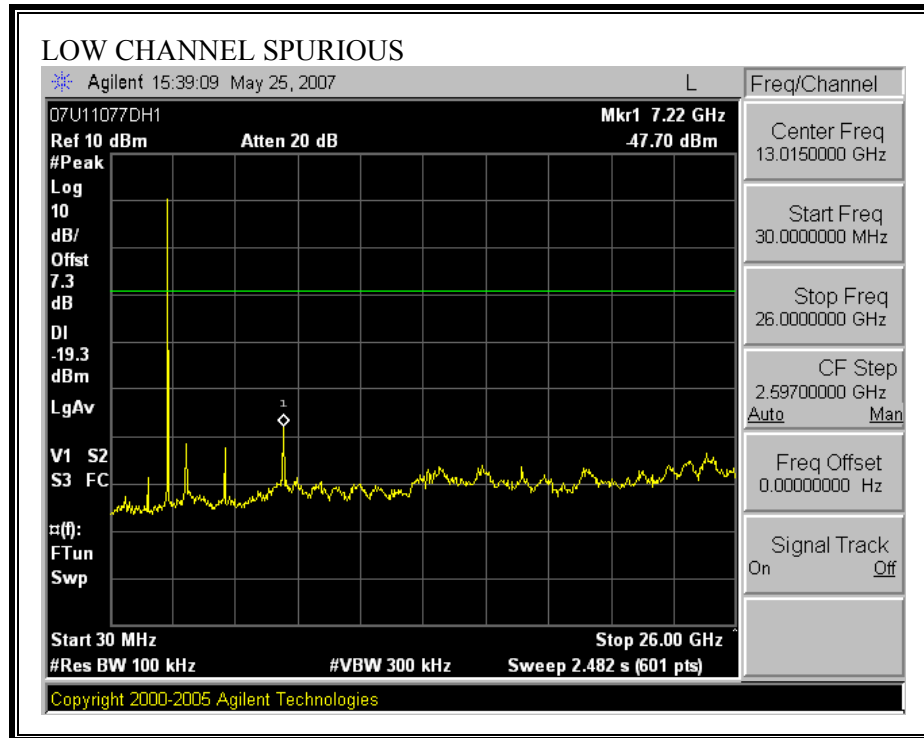 LOW CHANNEL SPURIOUS
Agilent 15:39:09 May 25, 2007 L
Freq/Channel
07U11077DH1 Mkr1 7.22 GHz
Ref 10 dBm Atten 20 dB -47.70 dBm
#Peak
Log
10
dB/
Offst
7.3
dB
DI
-19.3
dBm
LgAv
V1 S2
S3 FC
¤(f):
FTun
Swp
1
Start 30 MHz Stop 26.00 GHz
#Res BW 100 kHz #VBW 300 kHz Sweep 2.482 s (601 pts)
Copyright 2000-2005 Agilent Technologies
Center Freq
13.0150000 GHz
Start Freq
30.0000000 MHz
Stop Freq
26.0000000 GHz
CF Step
2.59700000 GHz
Auto Man
Freq Offset
0.00000000 Hz
Signal Track
On Off